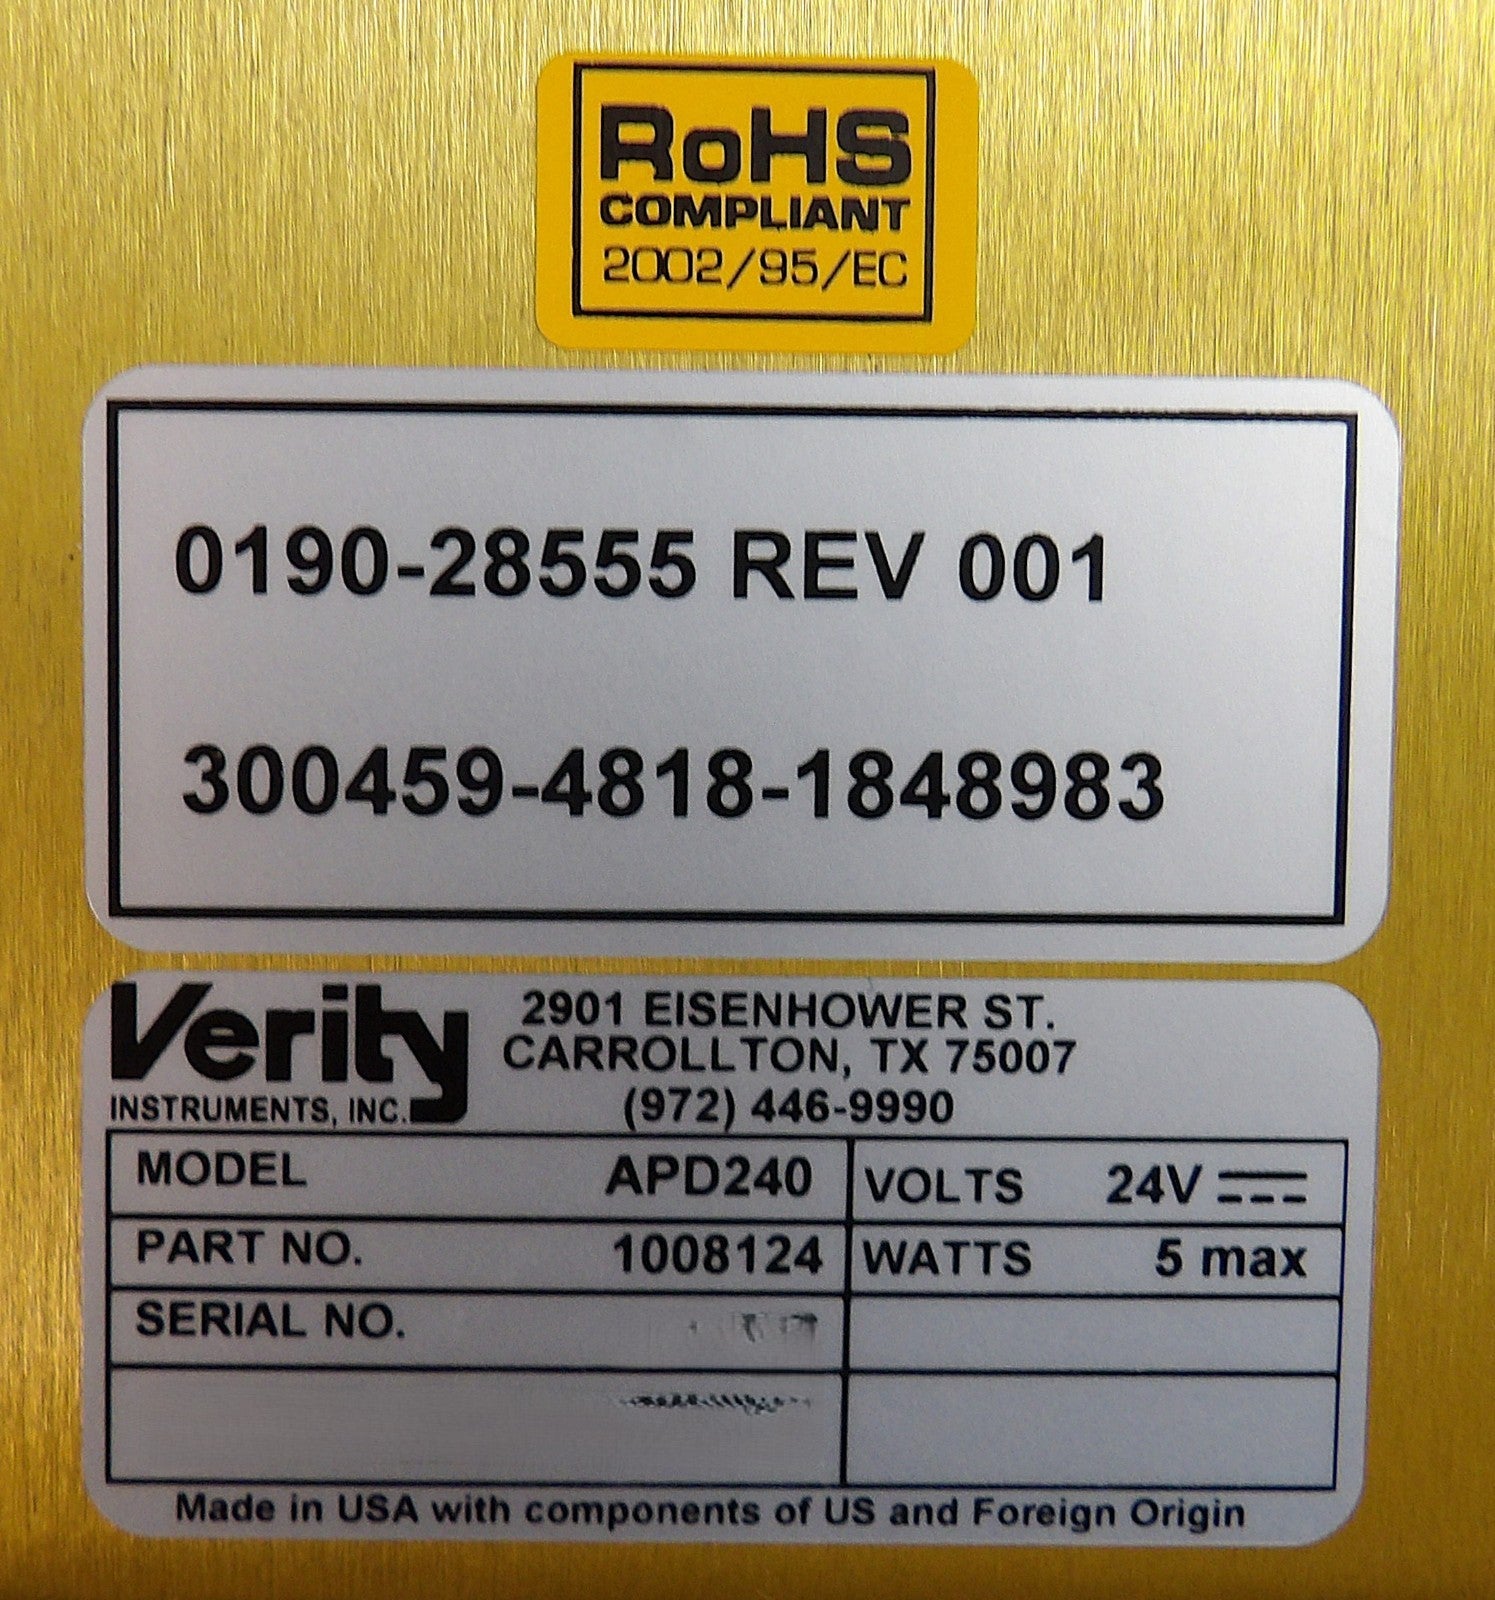 RoHS
COMPLIANT
2002/95/EC
0190-28555 REV 001
300459-4818-1848983
Verity
INSTRUMENTS, INC.
2901 EISENHOWER ST.
CARROLLTON, TX 75007
(972) 446-9990
MODEL APD240 VOLTS 24V
PART NO. 1008124 WATTS 5 max
SERIAL NO.
Made in USA with components of US and Foreign Origin